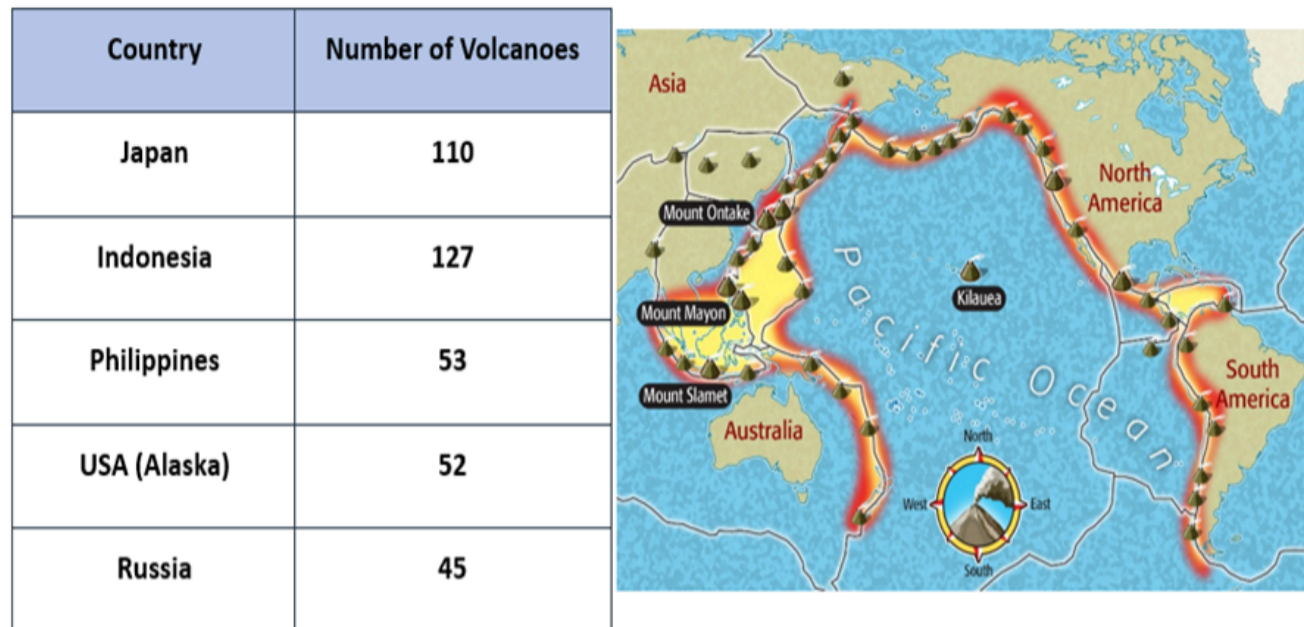 Country Number of Volcanoes
Japan 110
Indonesia 127
Philippines 53
USA (Alaska) 52
Russia 45
Asia
North
America
Mount Ontake
Kilauea
Mount Mayon
Pacific Ocean
Mount Slamet
South
America
Australia
North
West
East
South